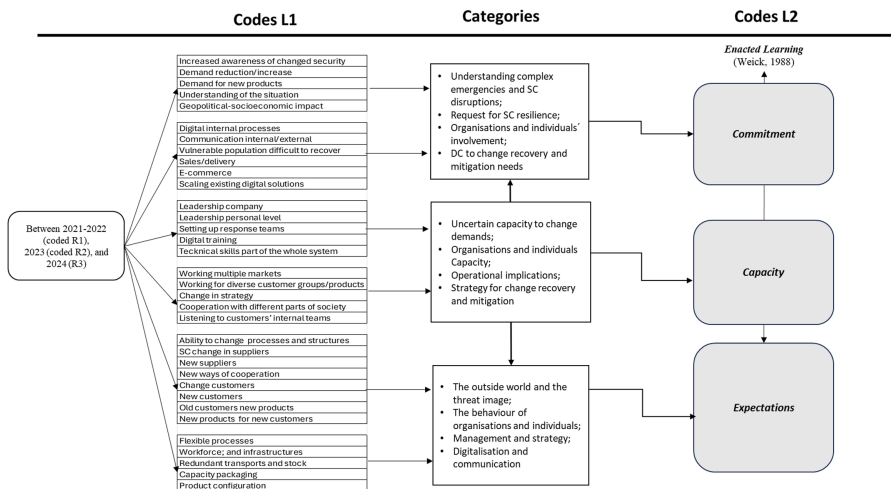 Codes L1
Categories
Codes L2
Between 2021-2022
(coded R1),
2023 (coded R2), and
2024 (R3)
Increased awareness of changed security
Demand reduction/increase
Demand for new products
Understanding of the situation
Geopolitical-socioeconomic impact
Digital internal processes
Communication internal/external
Vulnerable population difficult to recover
Sales/delivery
E-commerce
Scaling existing digital solutions
Leadership company
Leadership personal level
Setting up response teams
Digital training
Tecknical skills part of the whole system
Working multiple markets
Working for diverse customer groups/products
Change in strategy
Cooperation with different parts of society
Listening to customers' internal teams
Ability to change processes and structures
SC change in suppliers
New suppliers
New ways of cooperation
Change customers
New customers
Old customers new products
New products for new customers
Flexible processes
Workforce; and infrastructures
Redundant transports and stock
Capacity packaging
Product configuration
• Understanding complex
emergencies and SC
disruptions;
• Request for SC resilience;
• Organisations and individuals´
involvement;
• DC to change recovery and
mitigation needs
• Uncertain capacity to change
demands;
• Organisations and individuals
Capacity;
• Operational implications;
• Strategy for change recovery
and mitigation
• The outside world and the
threat image;
• The behaviour of
organisations and individuals;
• Management and strategy;
• Digitalisation and
communication
Enacted Learning
(Weick, 1988)
Commitment
Capacity
Expectations